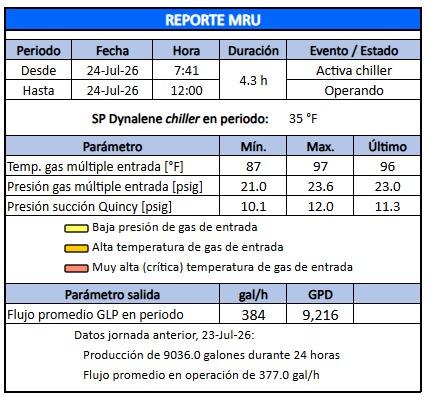 REPORTE MRU
Periodo Fecha Hora Duración Evento / Estado
Desde 24-Jul-26 7:41 4.3 h Activa chiller
Hasta 24-Jul-26 12:00 Operando
SP Dynalene chiller en periodo: 35 °F
Parámetro Mín. Max. Último
Temp. gas múltiple entrada [°F] 87 97 96
Presión gas múltiple entrada [psig] 21.0 23.6 23.0
Presión succión Quincy [psig] 10.1 12.0 11.3
Baja presión de gas de entrada
Alta temperatura de gas de entrada
Muy alta (crítica) temperatura de gas de entrada
Parámetro salida gal/h GPD
Flujo promedio GLP en periodo 384 9,216
Datos jornada anterior, 23-Jul-26:
Producción de 9036.0 galones durante 24 horas
Flujo promedio en operación de 377.0 gal/h